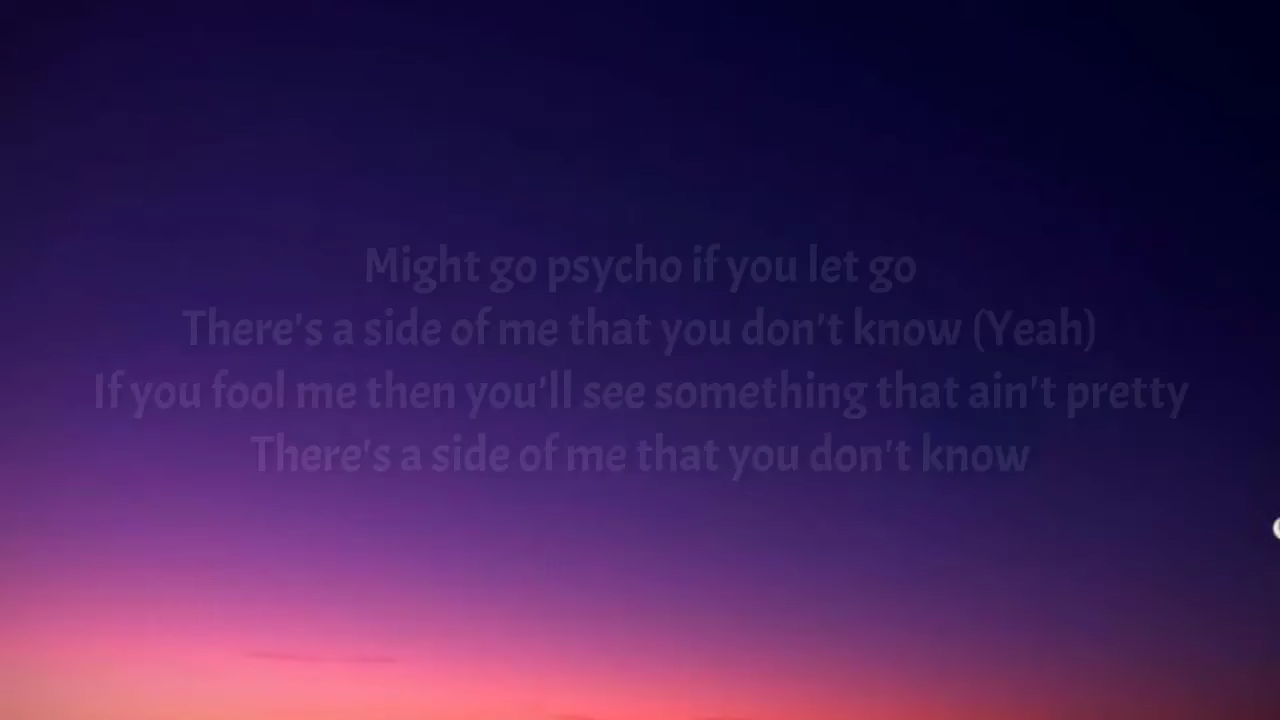 Might go psycho if you let go
There's a side of me that you don't know (Yeah)
If you fool me then you'll see something that ain't pretty
There's a side of me that you don't know